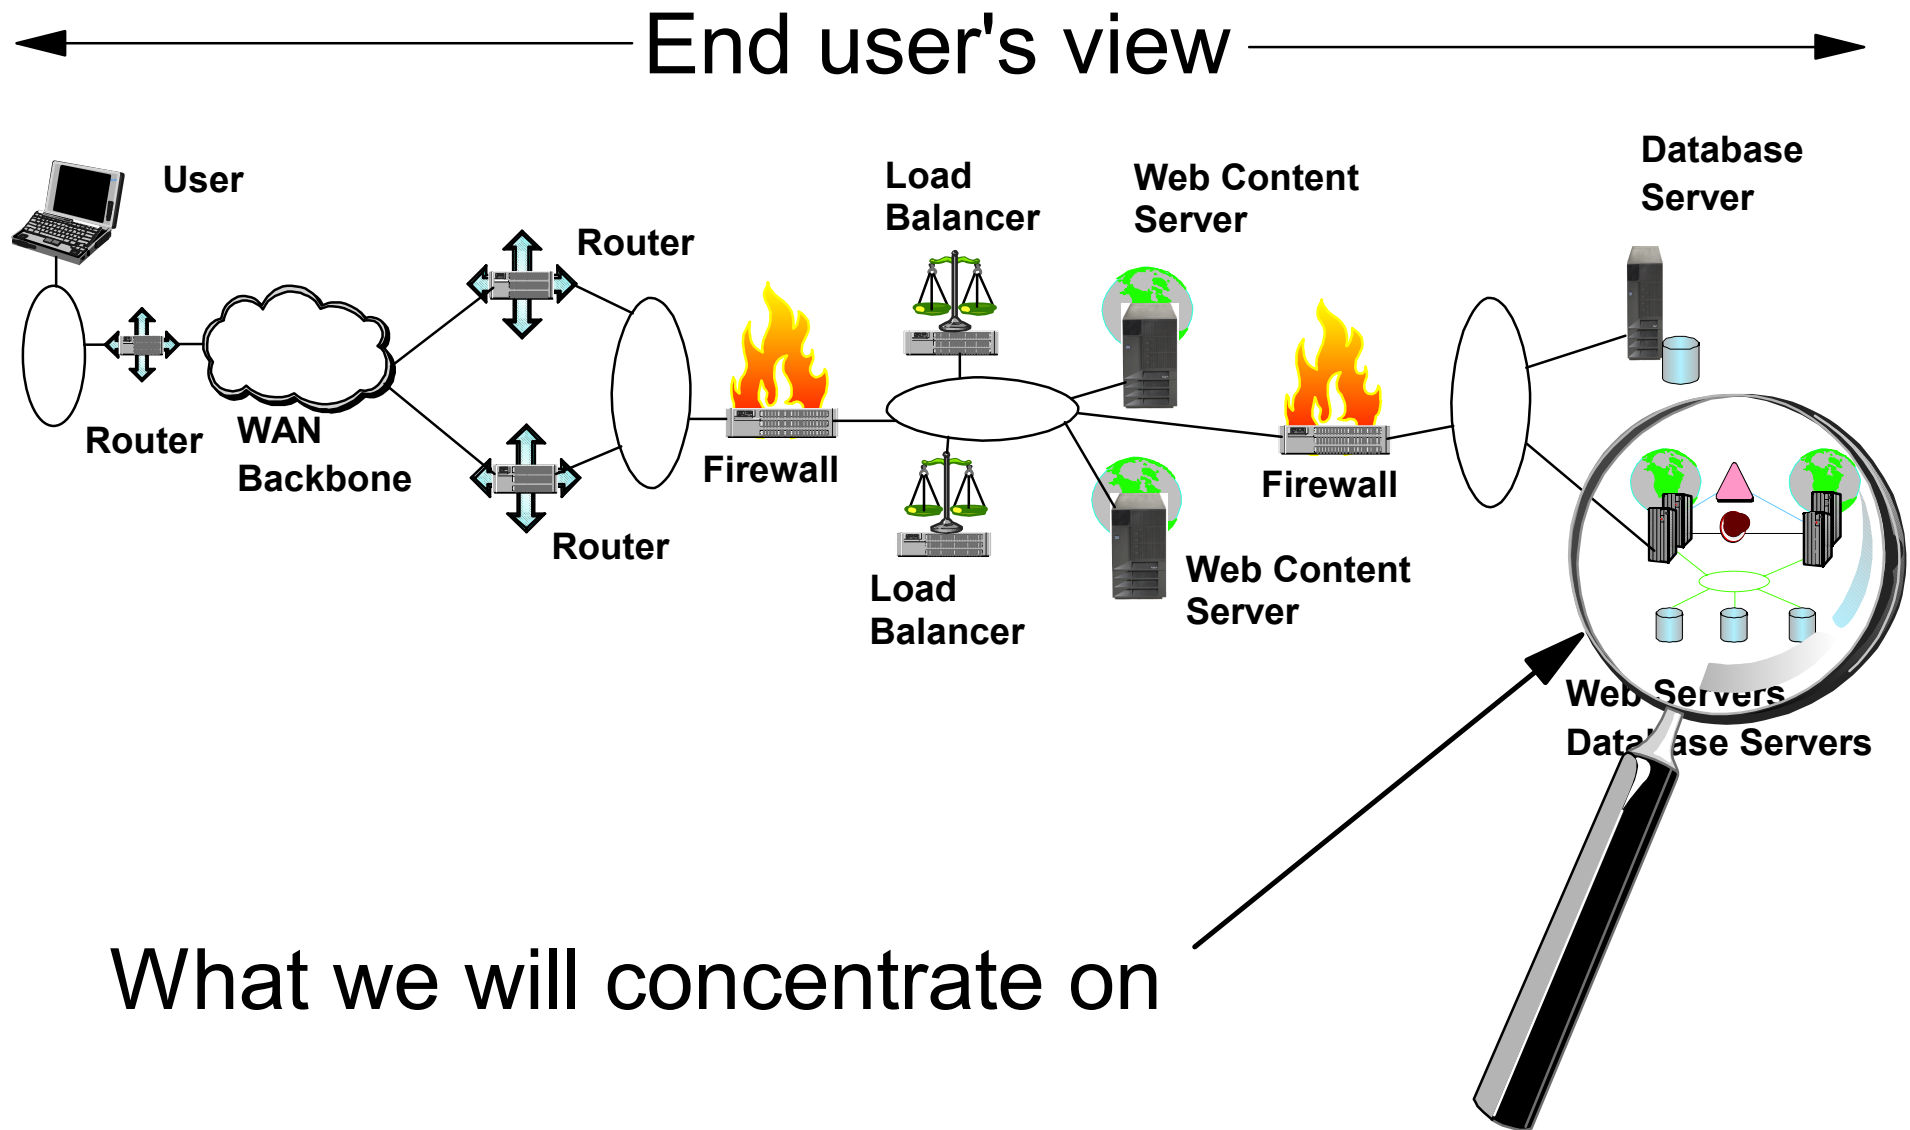 End user's view
User
Router
WAN
Backbone
Router
Router
Firewall
Load
Balancer
Load
Balancer
Web Content
Server
Web Content
Server
Firewall
Database
Server
Web Servers
Database Servers
What we will concentrate on